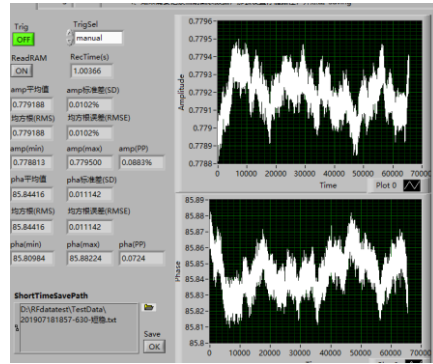 Trig
TrigSel
OFF
manual
ReadRAM
RecTime(s)
ON
1.00366
amp平均值
amp标准差(SD)
0.779188
0.0102%
均方根(RMS)
均方根误差(RMSE)
0.779188
0.0102%
amp(min)
amp(max)
amp(PP)
0.778813
0.779500
0.0883%
pha平均值
pha标准差(SD)
85.84416
0.011142
均方根(RMS)
均方根误差(RMSE)
85.84416
0.011142
pha(min)
pha(max)
pha(PP)
85.80984
85.88224
0.0724
ShortTimeSavePath
D:\RFdatatest\TestData\
201907181857-630-短格.txt
Save
OK
Amplitude
0.7796
0.7795
0.7794
0.7793
0.7792
0.7791
0.779
0.7789
0.7788
0
10000
20000
30000
40000
50000
60000
70000
Time
Plot 0
Phase
85.89
85.88
85.87
85.86
85.85
85.84
85.83
85.82
85.81
85.8
0
10000
20000
30000
40000
50000
60000
70000
Time